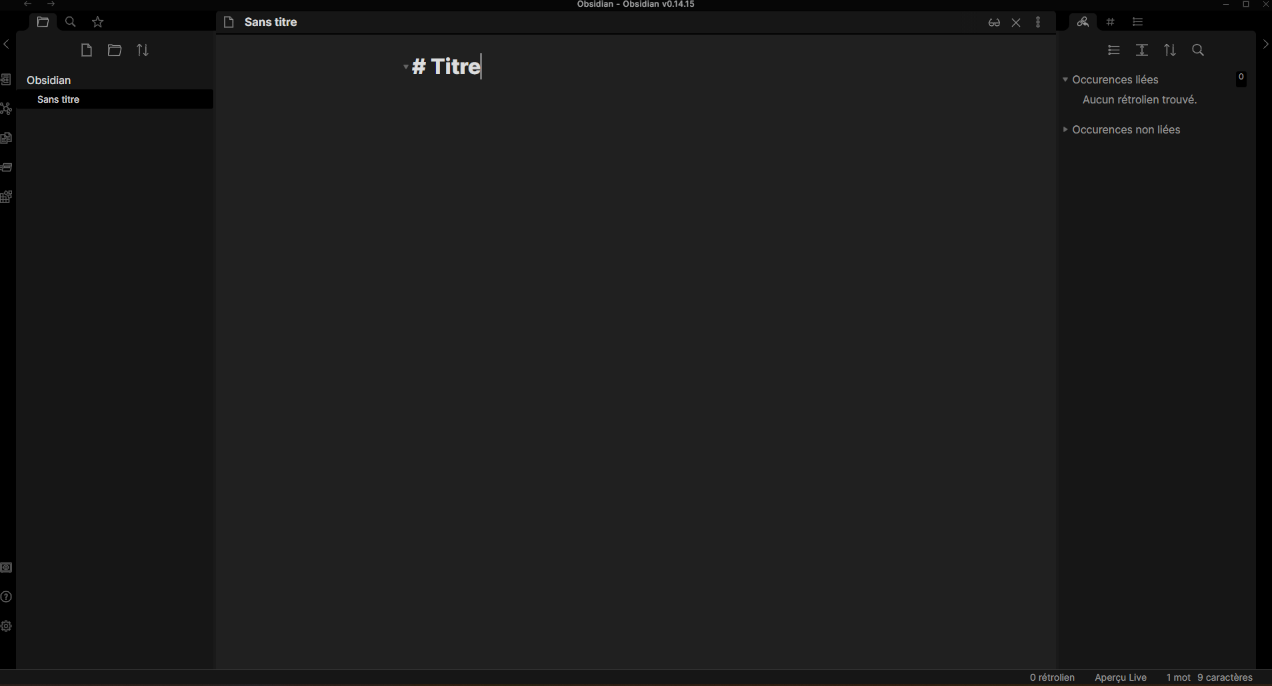 Obsidian - Obsidian v0.14.15
Sans titre
# Titre
Obsidian
Sans titre
Occurences liées
0
Aucun rétrolien trouvé.
Occurences non liées
0 rétrolien Aperçu Live 1 mot 9 caractères